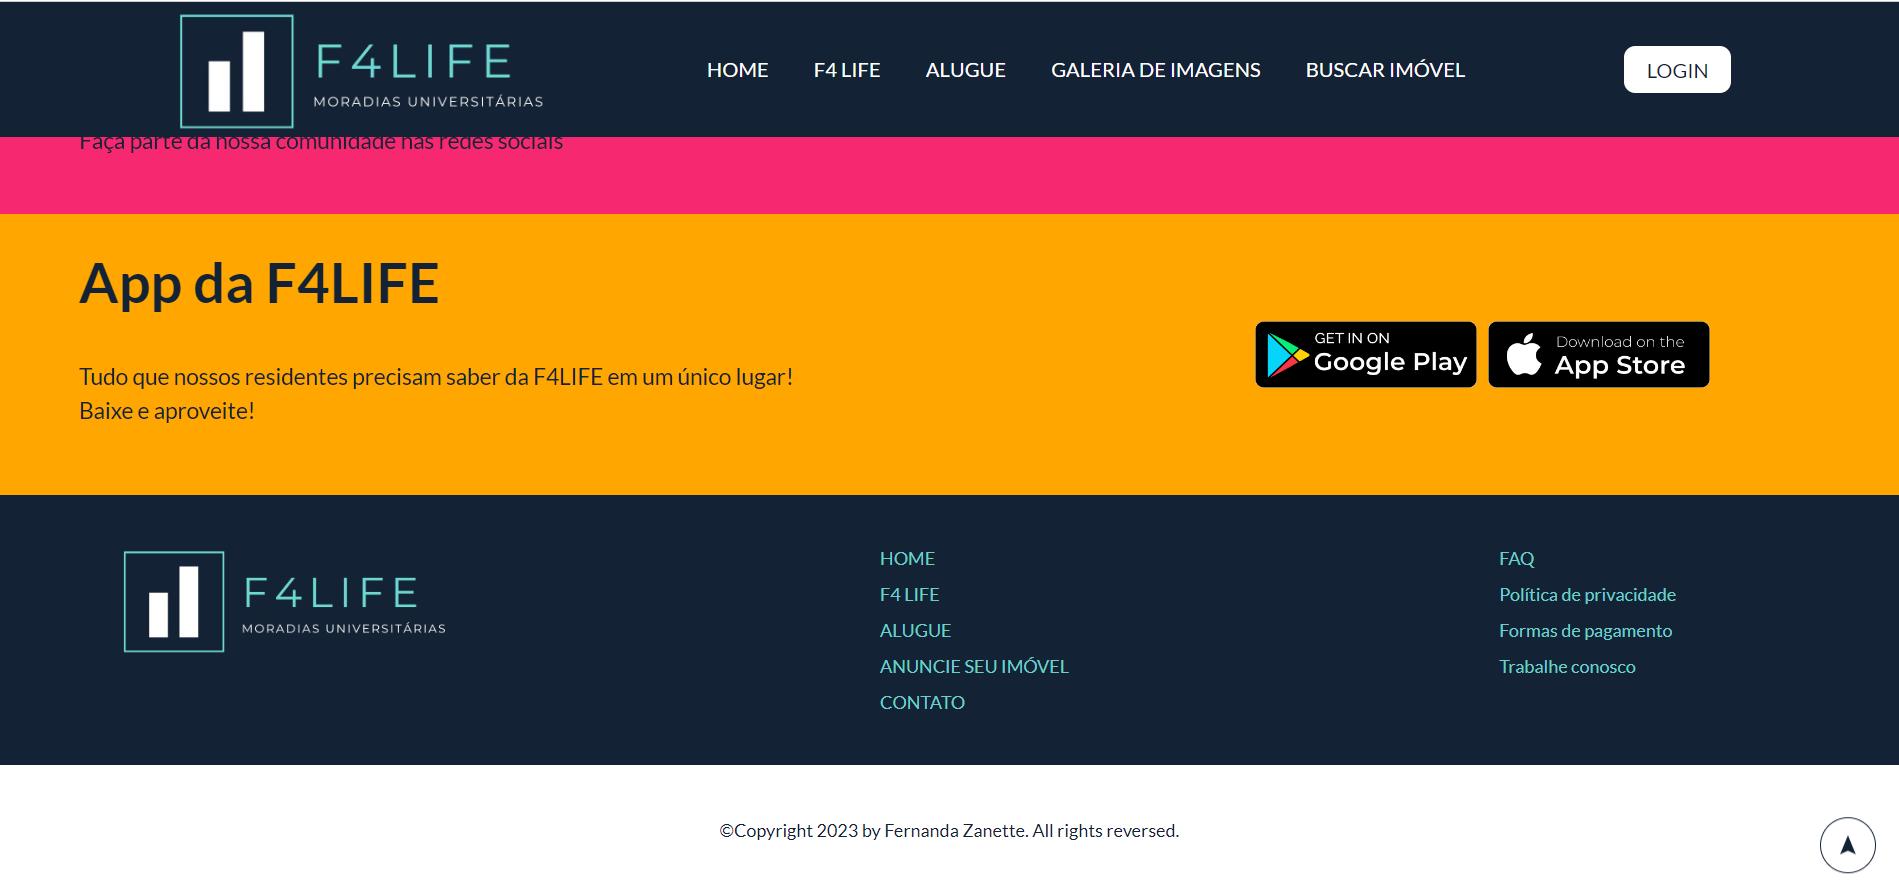 F4LIFE
MORADIAS UNIVERSITÁRIAS
HOME
F4 LIFE
ALUGUE
GALERIA DE IMAGENS
BUSCAR IMÓVEL
LOGIN
Faça parte da nossa comunidade nas redes sociais
App da F4LIFE
Tudo que nossos residentes precisam saber da F4LIFE em um único lugar!
Baixe e aproveite!
GET IN ON
Google Play
Download on the
App Store
F4LIFE
MORADIAS UNIVERSITÁRIAS
HOME
F4 LIFE
ALUGUE
ANUNCIE SEU IMÓVEL
CONTATO
FAQ
Política de privacidade
Formas de pagamento
Trabalhe conosco
©Copyright 2023 by Fernanda Zanette. All rights reversed.